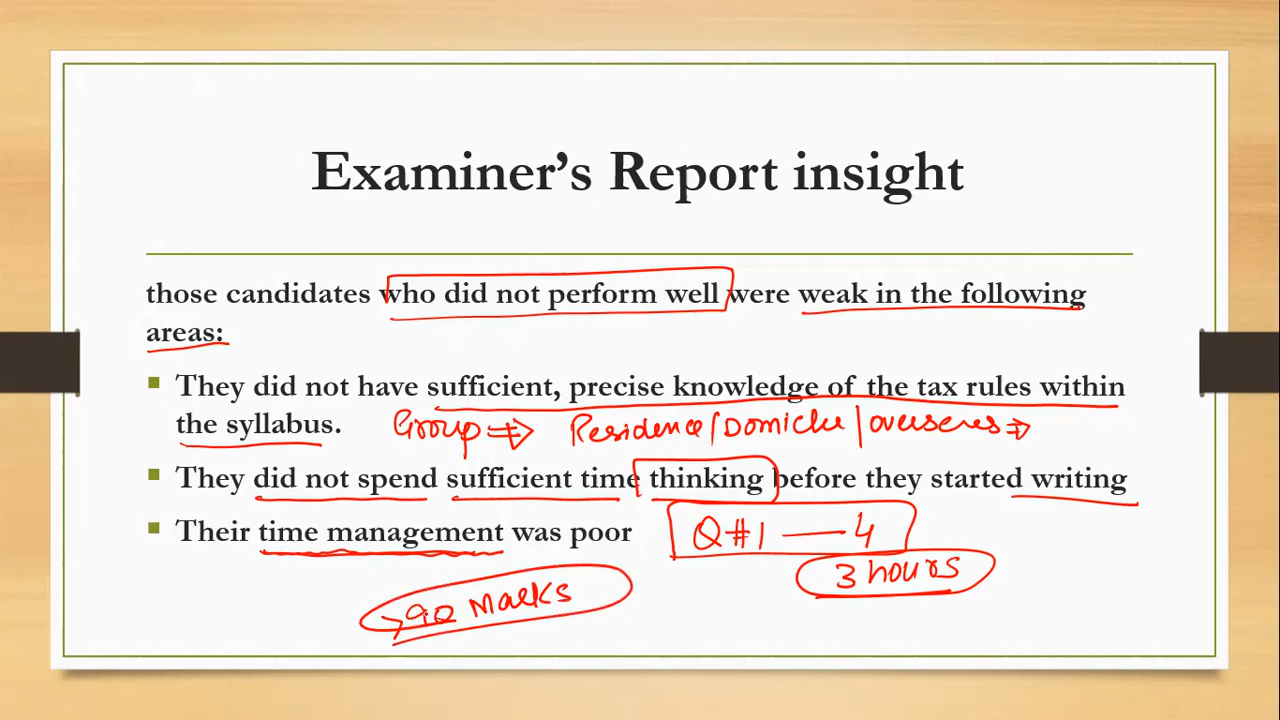 Examiner's Report insight
those candidates who did not perform well were weak in the following
areas:
They did not have sufficient, precise knowledge of the tax rules within
the syllabus.
Group ⇒ Residence/Domicile/overseas ⇒
They did not spend sufficient time thinking before they started writing
Their time management was poor
Q#1 — 4
3 hours
>90 Marks